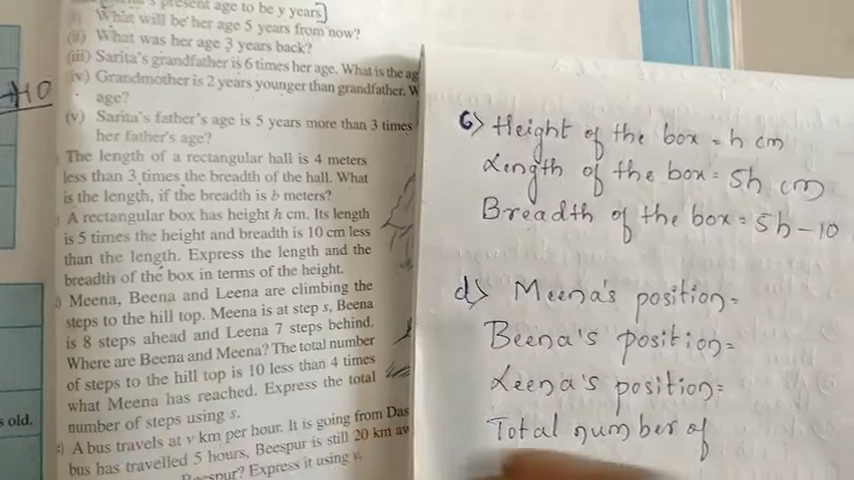 present age to be y years]
What will be her age 5 years from now?
(ii) What was her age 3 years back?
(iii) Sarita's grandfather is 6 times her age. What is the ag
(iv) Grandmother is 2 years younger than grandfather. W
age?
(v) Sarita's father's age is 5 years more than 3 times
her father's age?
The length of a rectangular hall is 4 meters
less than 3 times the breadth of the hall. What
is the length, if the breadth is b meters?
A rectangular box has height h cm. Its length
is 5 times the height and breadth is 10 cm less
than the length. Express the length and the
breadth of the box in terms of the height.
Meena, Beena and Leena are climbing the
steps to the hill top. Meena is at step s, Beena
is 8 steps ahead and Leena 7 steps behind.
Where are Beena and Meena? The total number
of steps to the hill top is 10 less than 4 times
what Meena has reached. Express the total
number of steps using s.
A bus travels at v km per hour. It is going from Das
bus has travelled 5 hours, Beespur is still 20 km aw
Beespur? Express it using v.
s old.
Height of the box = h cm
Length of the box = 5h cm
Breadth of the box = 5h - 10
d> Meena's position =
Beena's position =
Leena's position =
Total number of